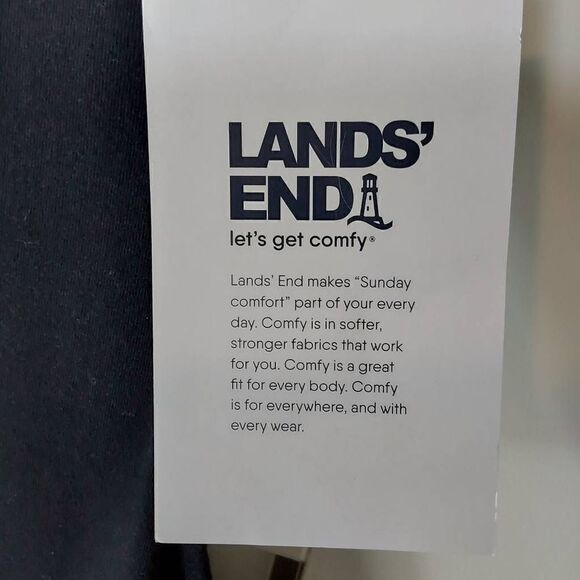 LANDS’
END
let's get comfy®
Lands’ End makes “Sunday
comfort” part of your every
day. Comfy is in softer,
stronger fabrics that work
for you. Comfy is a great
fit for every body. Comfy
is for everywhere, and with
every wear.